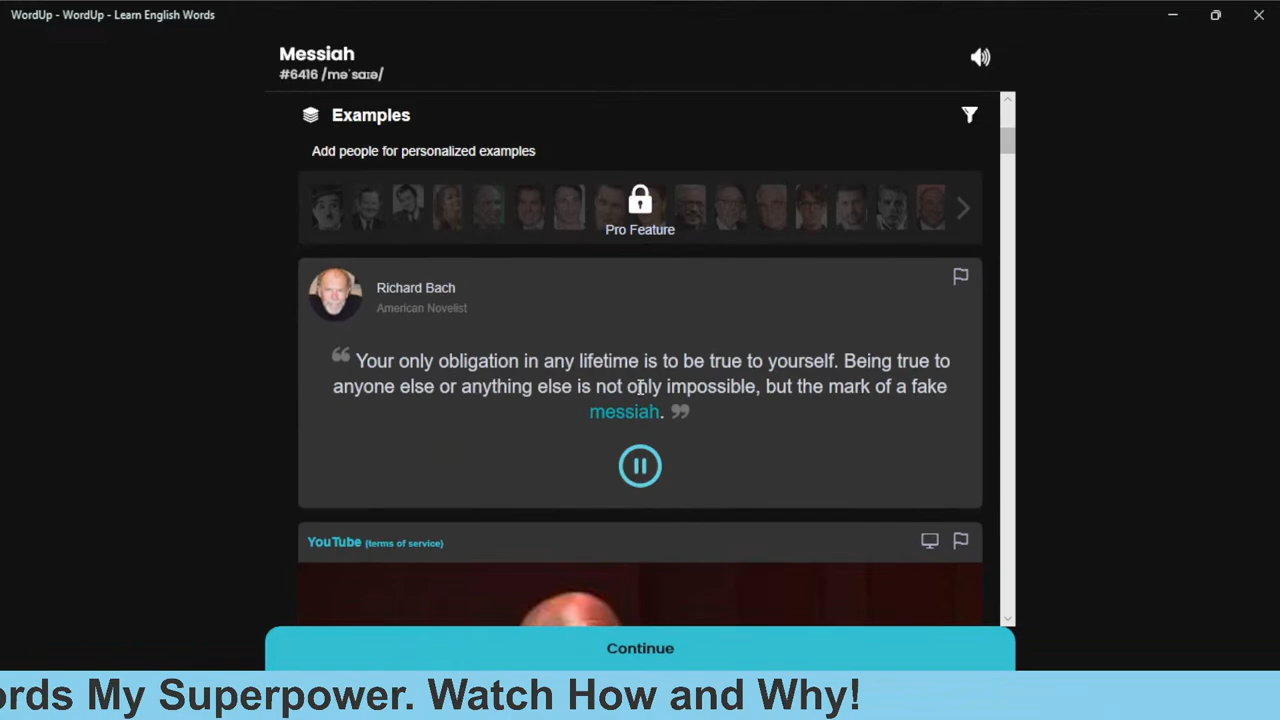 WordUp - WordUp - Learn English Words
Messiah
#6416 /məˈsaɪə/
Examples
Add people for personalized examples
Pro Feature
Richard Bach
American Novelist
“ Your only obligation in any lifetime is to be true to yourself. Being true to
anyone else or anything else is not only impossible, but the mark of a fake
messiah. ”
YouTube (terms of service)
Continue
ords My Superpower. Watch How and Why!